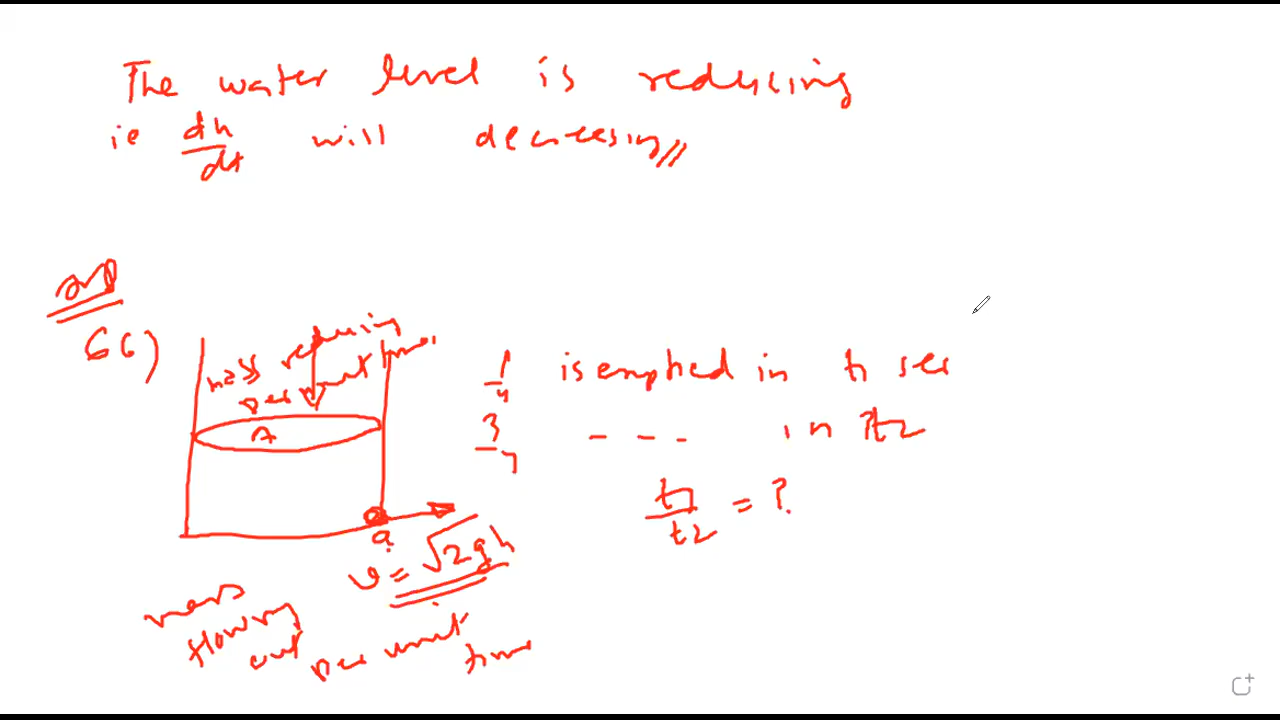 The water level is reducing
ie dh/dt will decreasing //
66)
mass reducing
per unit time
A
a
v = √2gh
mass
flowing
out per unit
time
1/4 is emptied in t1 sec
3/4 - - - in t2
t1/t2 = ?